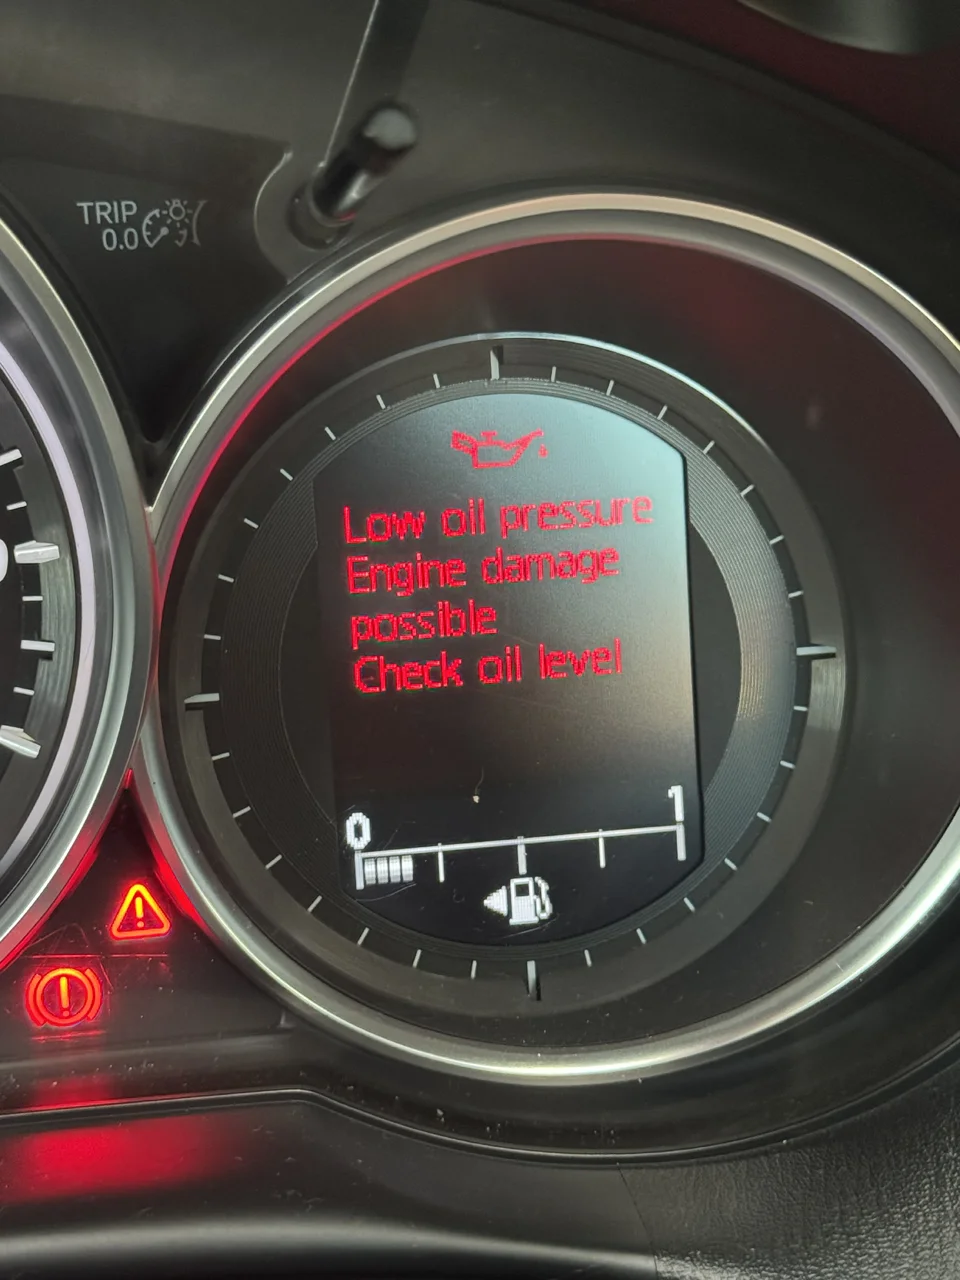 TRIP
0.0
Low oil pressure
Engine damage
possible
Check oil level
0 1